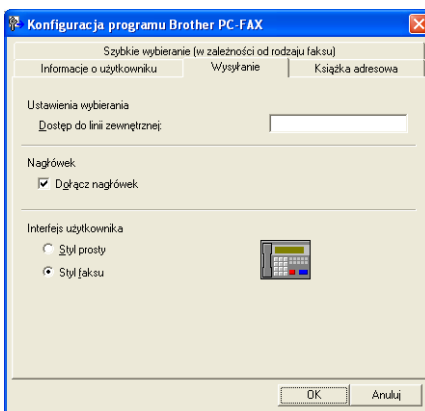 Konfiguracja programu Brother PC-FAX
Szybkie wybieranie (w zależności od rodzaju faksu)
Informacje o użytkowniku Wysyłanie Książka adresowa
Ustawienia wybierania
Dostęp do linii zewnętrznej:
Nagłówek
Dołącz nagłówek
Interfejs użytkownika
Styl prosty
Styl faksu
OK Anuluj